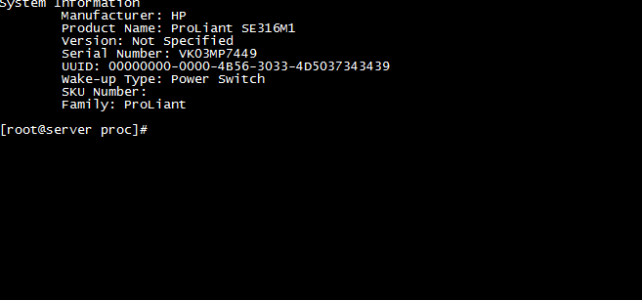 System Information
Manufacturer: HP
Product Name: ProLiant SE316M1
Version: Not Specified
Serial Number: VK03MP7449
UUID: 00000000-0000-4B56-3033-4D5037343439
Wake-up Type: Power Switch
SKU Number:
Family: ProLiant
[root@server proc]#